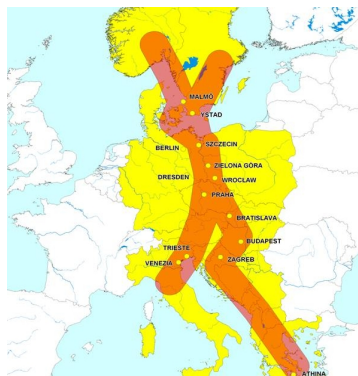 MALMÖ
YSTAD
SZCZECIN
BERLIN
ZIELONA GÓRA
DRESDEN
WROCLAW
PRAHA
BRATISLAVA
BUDAPEST
TRIESTE
ZAGREB
VENEZIA
ATHINA